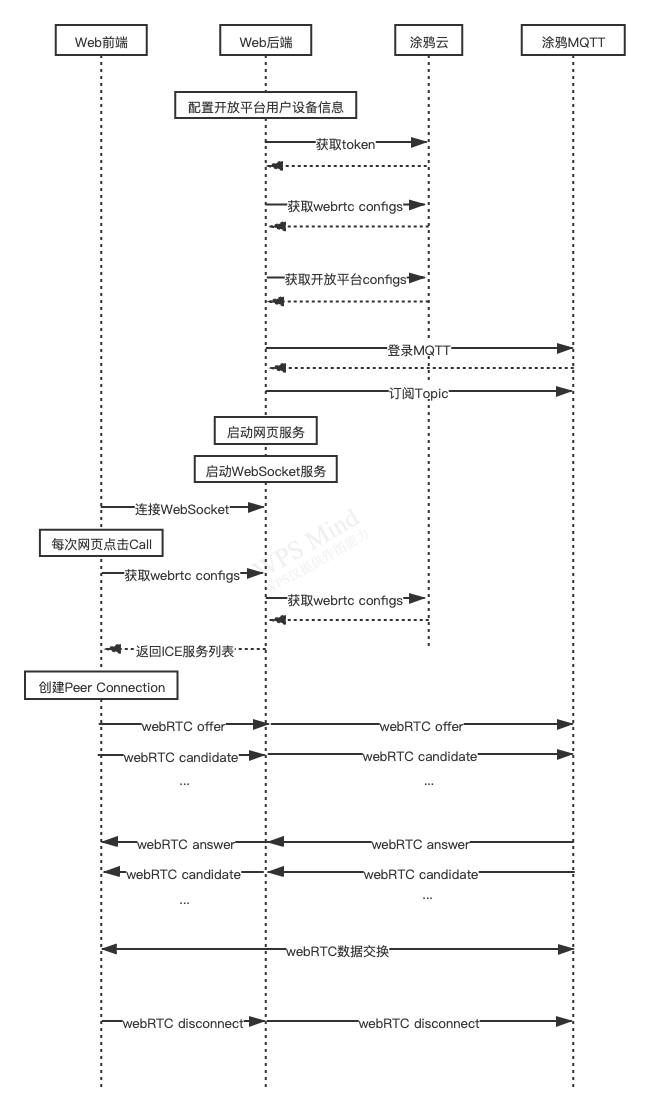 Web前端
Web后端
涂鸦云
涂鸦MQTT
配置开放平台用户设备信息
获取token
获取webrtc configs
获取开放平台configs
登录MQTT
订阅Topic
启动网页服务
启动WebSocket服务
连接WebSocket
WPS Mind
每次网页点击Call
获取webrtc configs
获取webrtc configs
返回ICE服务列表
创建Peer Connection
webRTC offer
webRTC offer
webRTC candidate
webRTC candidate
...
...
webRTC answer
webRTC answer
webRTC candidate
webRTC candidate
...
...
webRTC数据交换
webRTC disconnect
webRTC disconnect